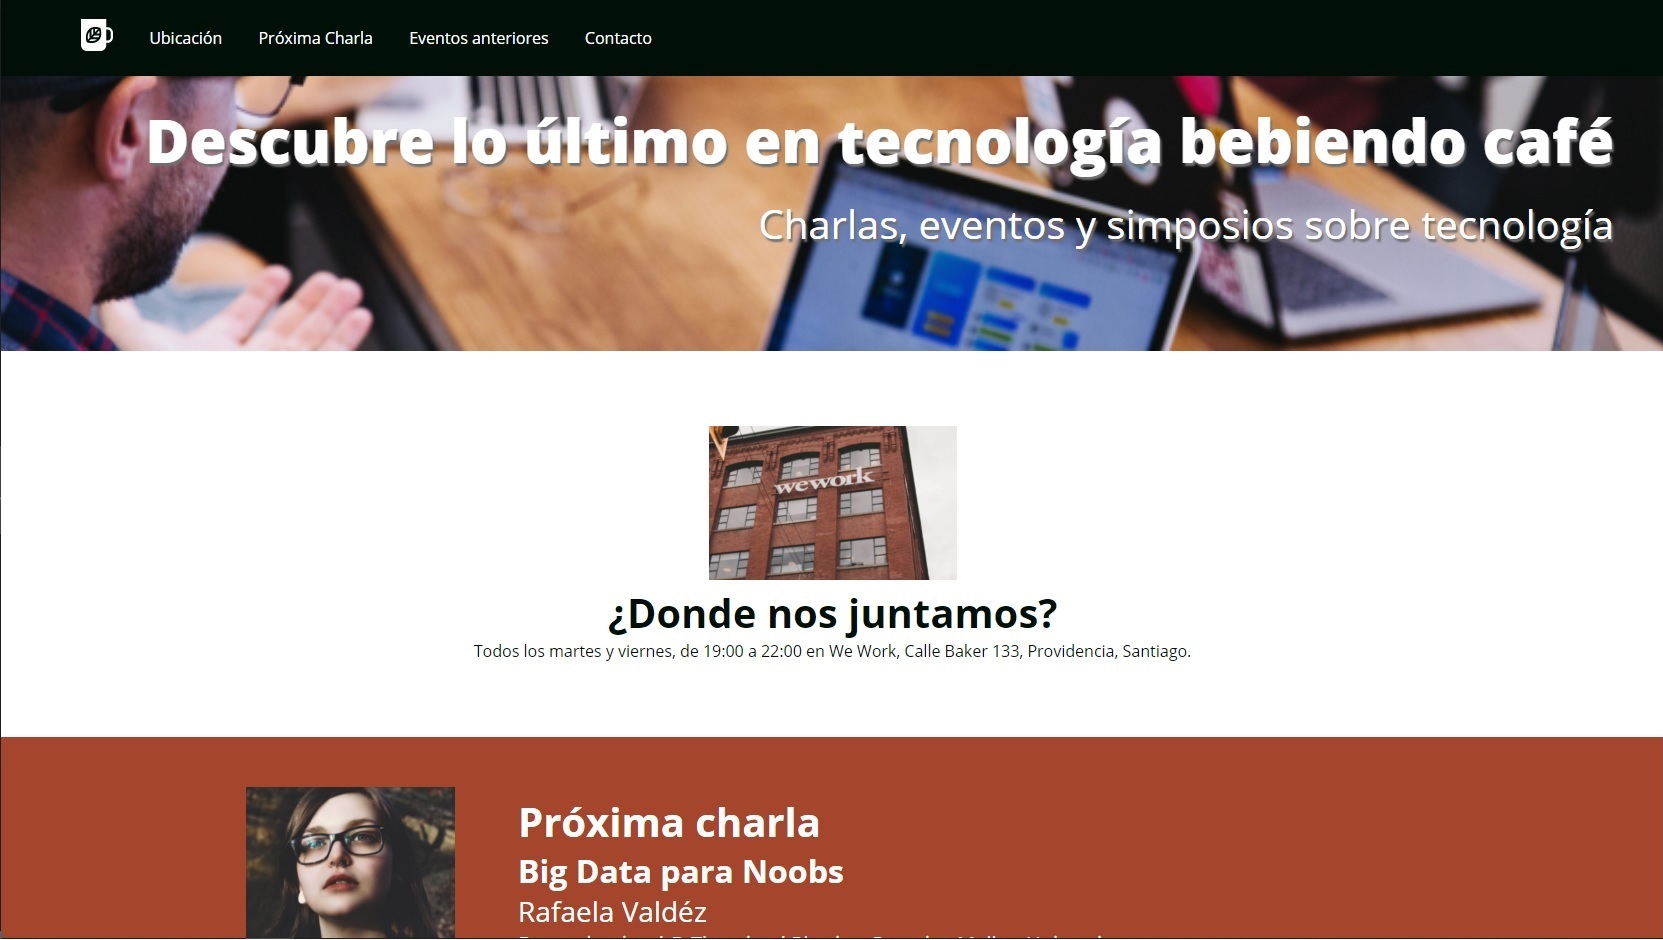 Ubicación Próxima Charla Eventos anteriores Contacto
Descubre lo último en tecnología bebiendo café
Charlas, eventos y simposios sobre tecnología
wework
¿Donde nos juntamos?
Todos los martes y viernes, de 19:00 a 22:00 en We Work, Calle Baker 133, Providencia, Santiago.
Próxima charla
Big Data para Noobs
Rafaela Valdéz